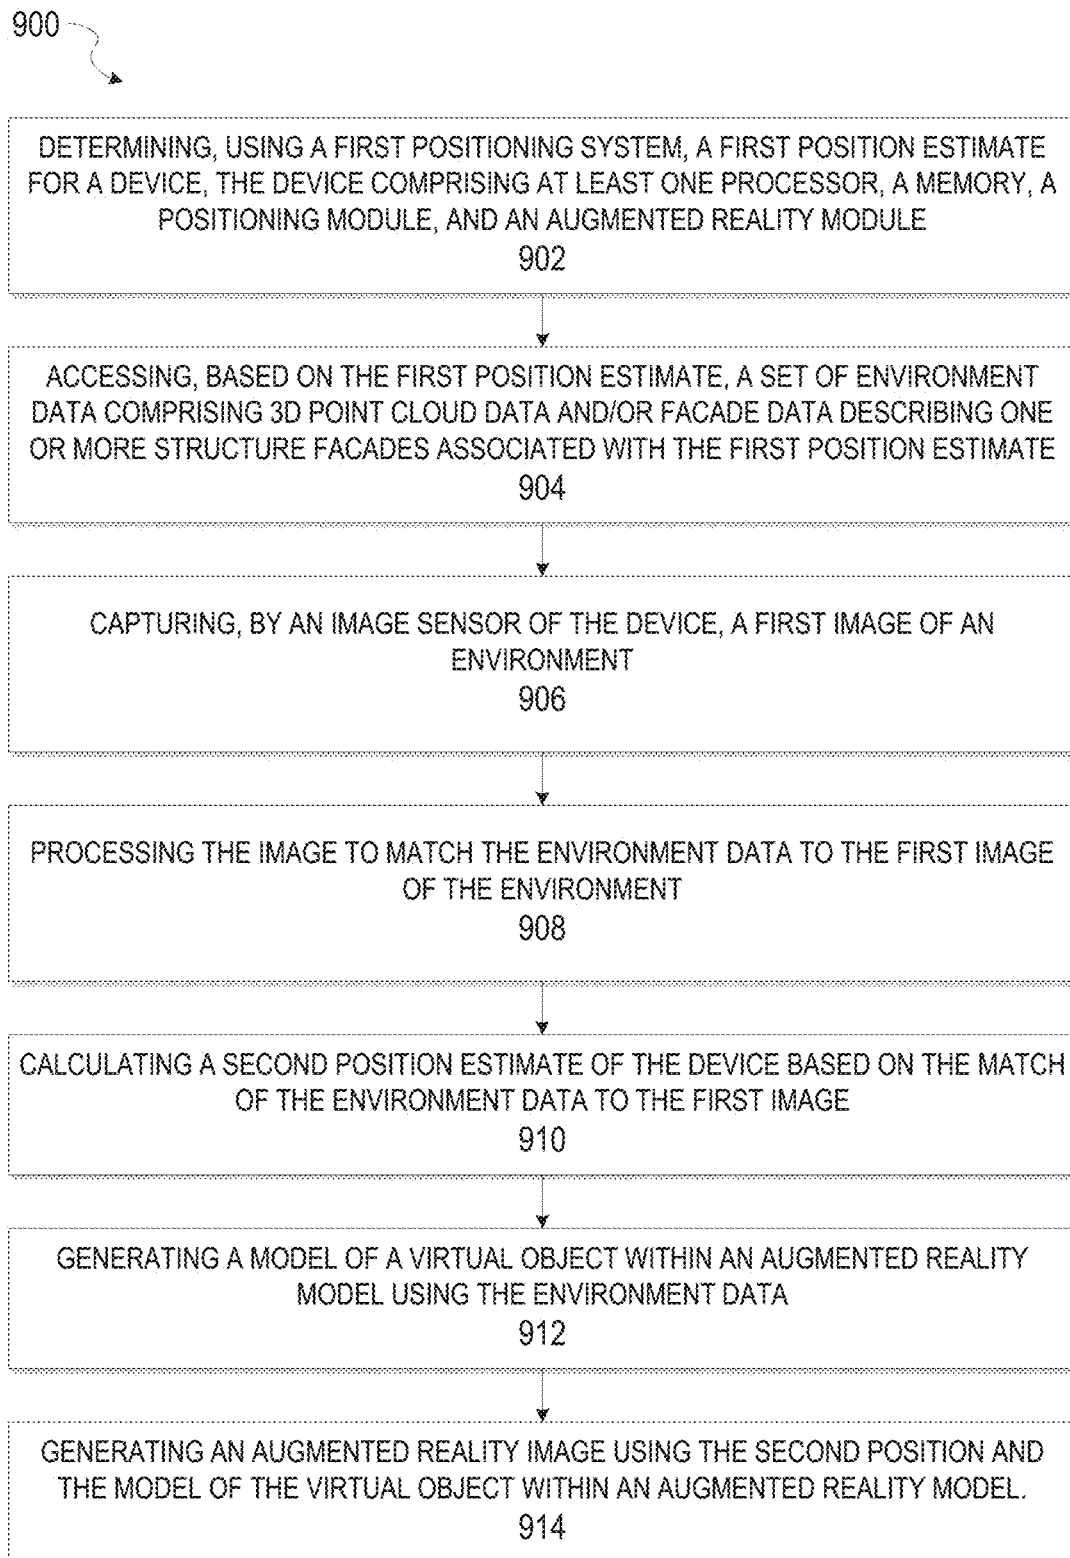 900
DETERMINING, USING A FIRST POSITIONING SYSTEM, A FIRST POSITION ESTIMATE
FOR A DEVICE, THE DEVICE COMPRISING AT LEAST ONE PROCESSOR, A MEMORY, A
POSITIONING MODULE, AND AN AUGMENTED REALITY MODULE
902
ACCESSING, BASED ON THE FIRST POSITION ESTIMATE, A SET OF ENVIRONMENT
DATA COMPRISING 3D POINT CLOUD DATA AND/OR FACADE DATA DESCRIBING ONE
OR MORE STRUCTURE FACADES ASSOCIATED WITH THE FIRST POSITION ESTIMATE
904
CAPTURING, BY AN IMAGE SENSOR OF THE DEVICE, A FIRST IMAGE OF AN
ENVIRONMENT
906
PROCESSING THE IMAGE TO MATCH THE ENVIRONMENT DATA TO THE FIRST IMAGE
OF THE ENVIRONMENT
908
CALCULATING A SECOND POSITION ESTIMATE OF THE DEVICE BASED ON THE MATCH
OF THE ENVIRONMENT DATA TO THE FIRST IMAGE
910
GENERATING A MODEL OF A VIRTUAL OBJECT WITHIN AN AUGMENTED REALITY
MODEL USING THE ENVIRONMENT DATA
912
GENERATING AN AUGMENTED REALITY IMAGE USING THE SECOND POSITION AND
THE MODEL OF THE VIRTUAL OBJECT WITHIN AN AUGMENTED REALITY MODEL.
914